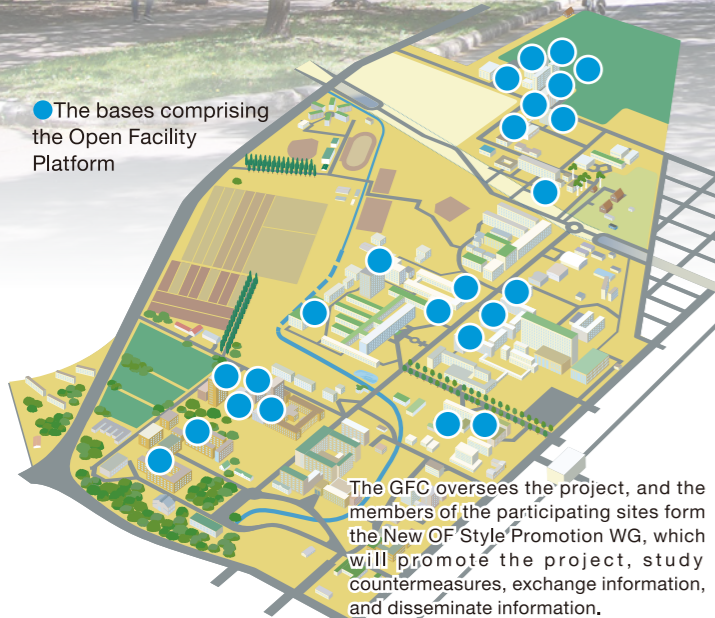 The bases comprising
the Open Facility
Platform
The GFC oversees the project, and the
members of the participating sites form
the New OF Style Promotion WG, which
will promote the project, study
countermeasures, exchange information,
and disseminate information.